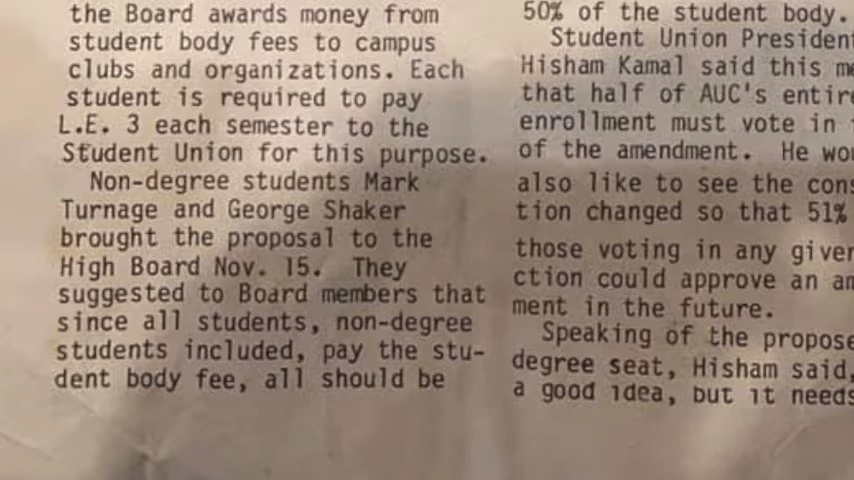 the Board awards money from
student body fees to campus
clubs and organizations. Each
student is required to pay
L.E. 3 each semester to the
Student Union for this purpose.
Non-degree students Mark
Turnage and George Shaker
brought the proposal to the
High Board Nov. 15. They
suggested to Board members that
since all students, non-degree
students included, pay the stu-
dent body fee, all should be
50% of the student body.
Student Union President
Hisham Kamal said this
that half of AUC's
enrollment must vote in
of the amendment. He
also like to see the
tion changed so that 51%
those voting in any
ction could approve an
ment in the future.
Speaking of the
degree seat, Hisham said,
a good idea, but it needs